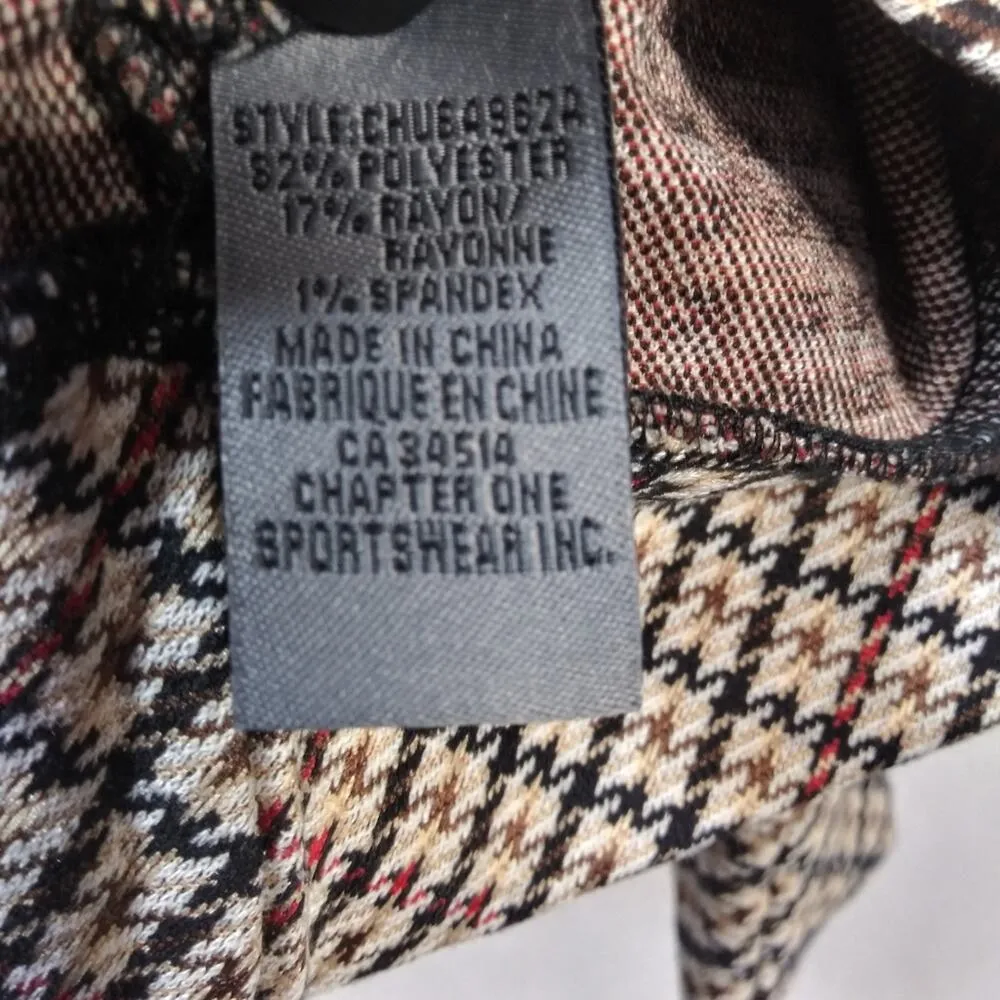 STYLE:CHU64967A
82% POLYESTER
17% RAYON/
RAYONNE
1% SPANDEX
MADE IN CHINA
FABRIQUE EN CHINE
CA 34514
CHAPTER ONE
SPORTSWEAR INC.